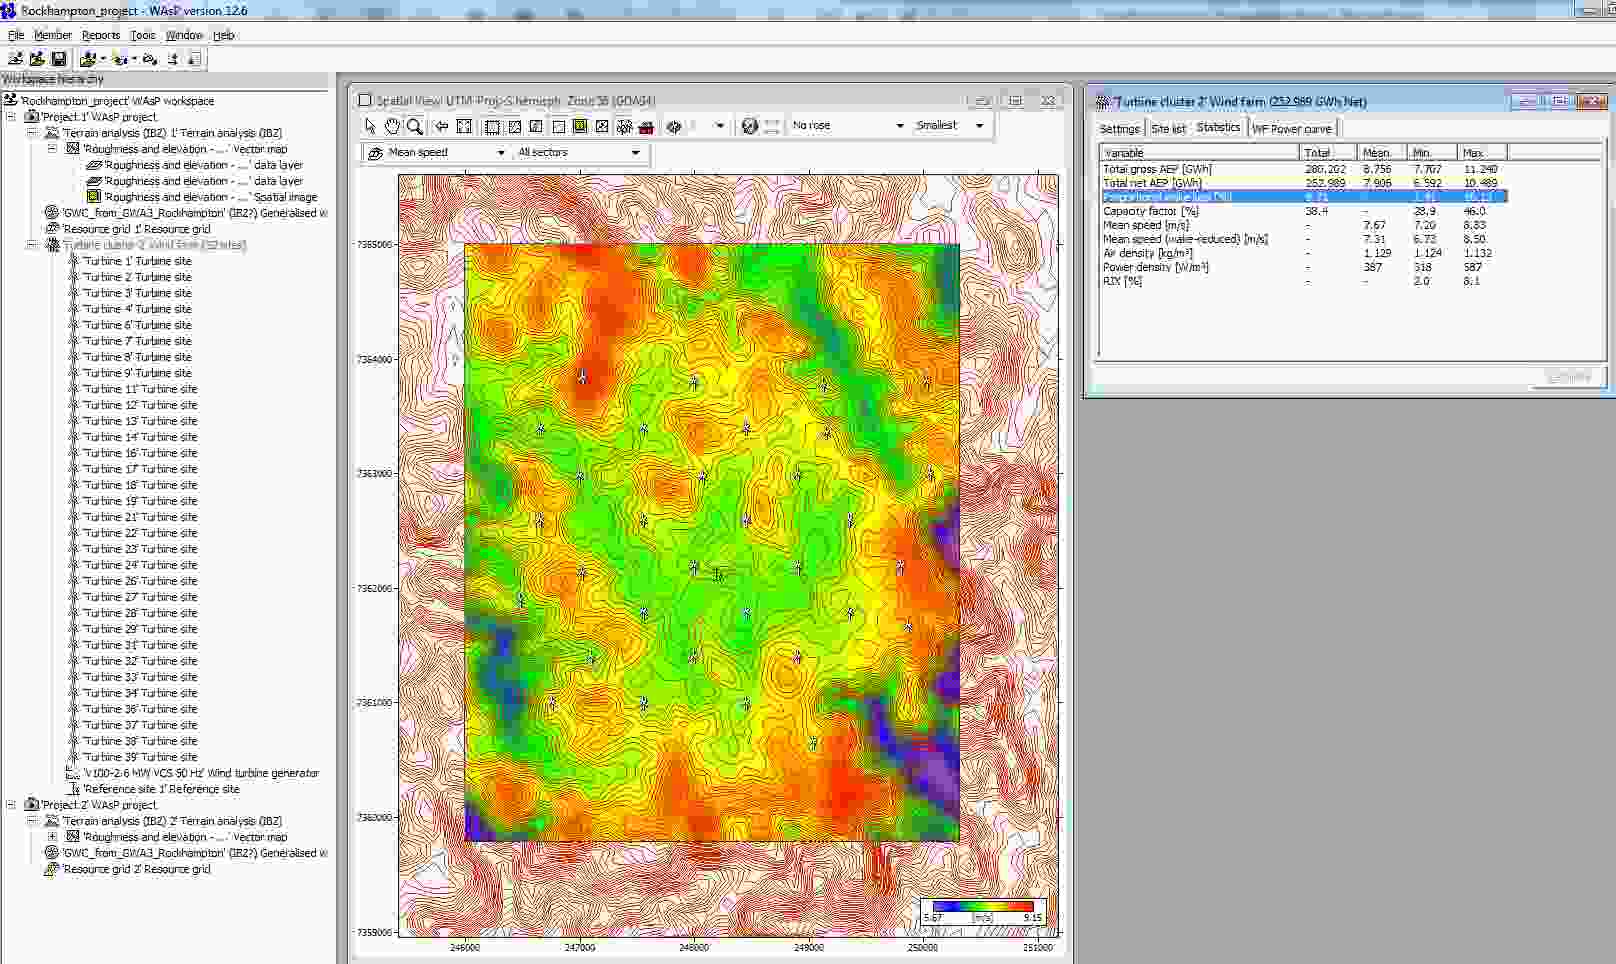 Rockhampton_project - WAsP version 12.6
File Member Reports Tools Window Help
Workspace hierarchy
'Rockhampton_project' WAsP workspace
'Project 1' WAsP project
'Terrain analysis (IBZ) 1' Terrain analysis (IBZ)
'Roughness and elevation - ...' Vector map
'Roughness and elevation - ...' data layer
'Roughness and elevation - ...' data layer
'Roughness and elevation - ...' Spatial image
'GWC_from_GWA3_Rockhampton' (IBZ?) Generalised w
'Resource grid 1' Resource grid
'Turbine cluster 2' Wind farm (32 sites)
'Turbine 1' Turbine site
'Turbine 2' Turbine site
'Turbine 3' Turbine site
'Turbine 4' Turbine site
'Turbine 6' Turbine site
'Turbine 7' Turbine site
'Turbine 8' Turbine site
'Turbine 9' Turbine site
'Turbine 11' Turbine site
'Turbine 12' Turbine site
'Turbine 13' Turbine site
'Turbine 14' Turbine site
'Turbine 16' Turbine site
'Turbine 17' Turbine site
'Turbine 18' Turbine site
'Turbine 19' Turbine site
'Turbine 21' Turbine site
'Turbine 22' Turbine site
'Turbine 23' Turbine site
'Turbine 24' Turbine site
'Turbine 26' Turbine site
'Turbine 27' Turbine site
'Turbine 28' Turbine site
'Turbine 29' Turbine site
'Turbine 31' Turbine site
'Turbine 32' Turbine site
'Turbine 33' Turbine site
'Turbine 34' Turbine site
'Turbine 36' Turbine site
'Turbine 37' Turbine site
'Turbine 38' Turbine site
'Turbine 39' Turbine site
'V100-2.6 MW VCS 50 Hz' Wind turbine generator
'Reference site 1' Reference site
'Project 2' WAsP project
'Terrain analysis (IBZ) 2' Terrain analysis (IBZ)
'Roughness and elevation - ...' Vector map
'GWC_from_GWA3_Rockhampton' (IBZ?) Generalised w
'Resource grid 2' Resource grid
Spatial View UTM-Proj-S hemisph. Zone:56 (GDA94)
No rose Smallest
Mean speed! All sectors
7365000
7364000
7363000
7362000
7361000
7360000
7359000
246000 247000 248000 249000 250000 251000
5.67 [m/s] 9.15
'Turbine cluster 2' Wind farm (252.989 GWh Net)
Settings Site list Statistics WF Power curve
Variable Total Mean Min. Max
Total gross AEP [GWh] 280.202 8.756 7.707 11.240
Total net AEP [GWh] 252.989 7.906 6.592 10.489
Proportional wake loss [%] 9.71 -
Capacity factor [%] 38.4 - 28.9 46.0
Mean speed [m/s] - 7.67 7.20 8.83
Mean speed (wake-reduced) [m/s] - 7.31 6.73 8.50
Air density [kg/m³] - 1.129 1.124 1.132
Power density [W/m²] - 387 318 587
RIX [%] - - 2.0 8.1